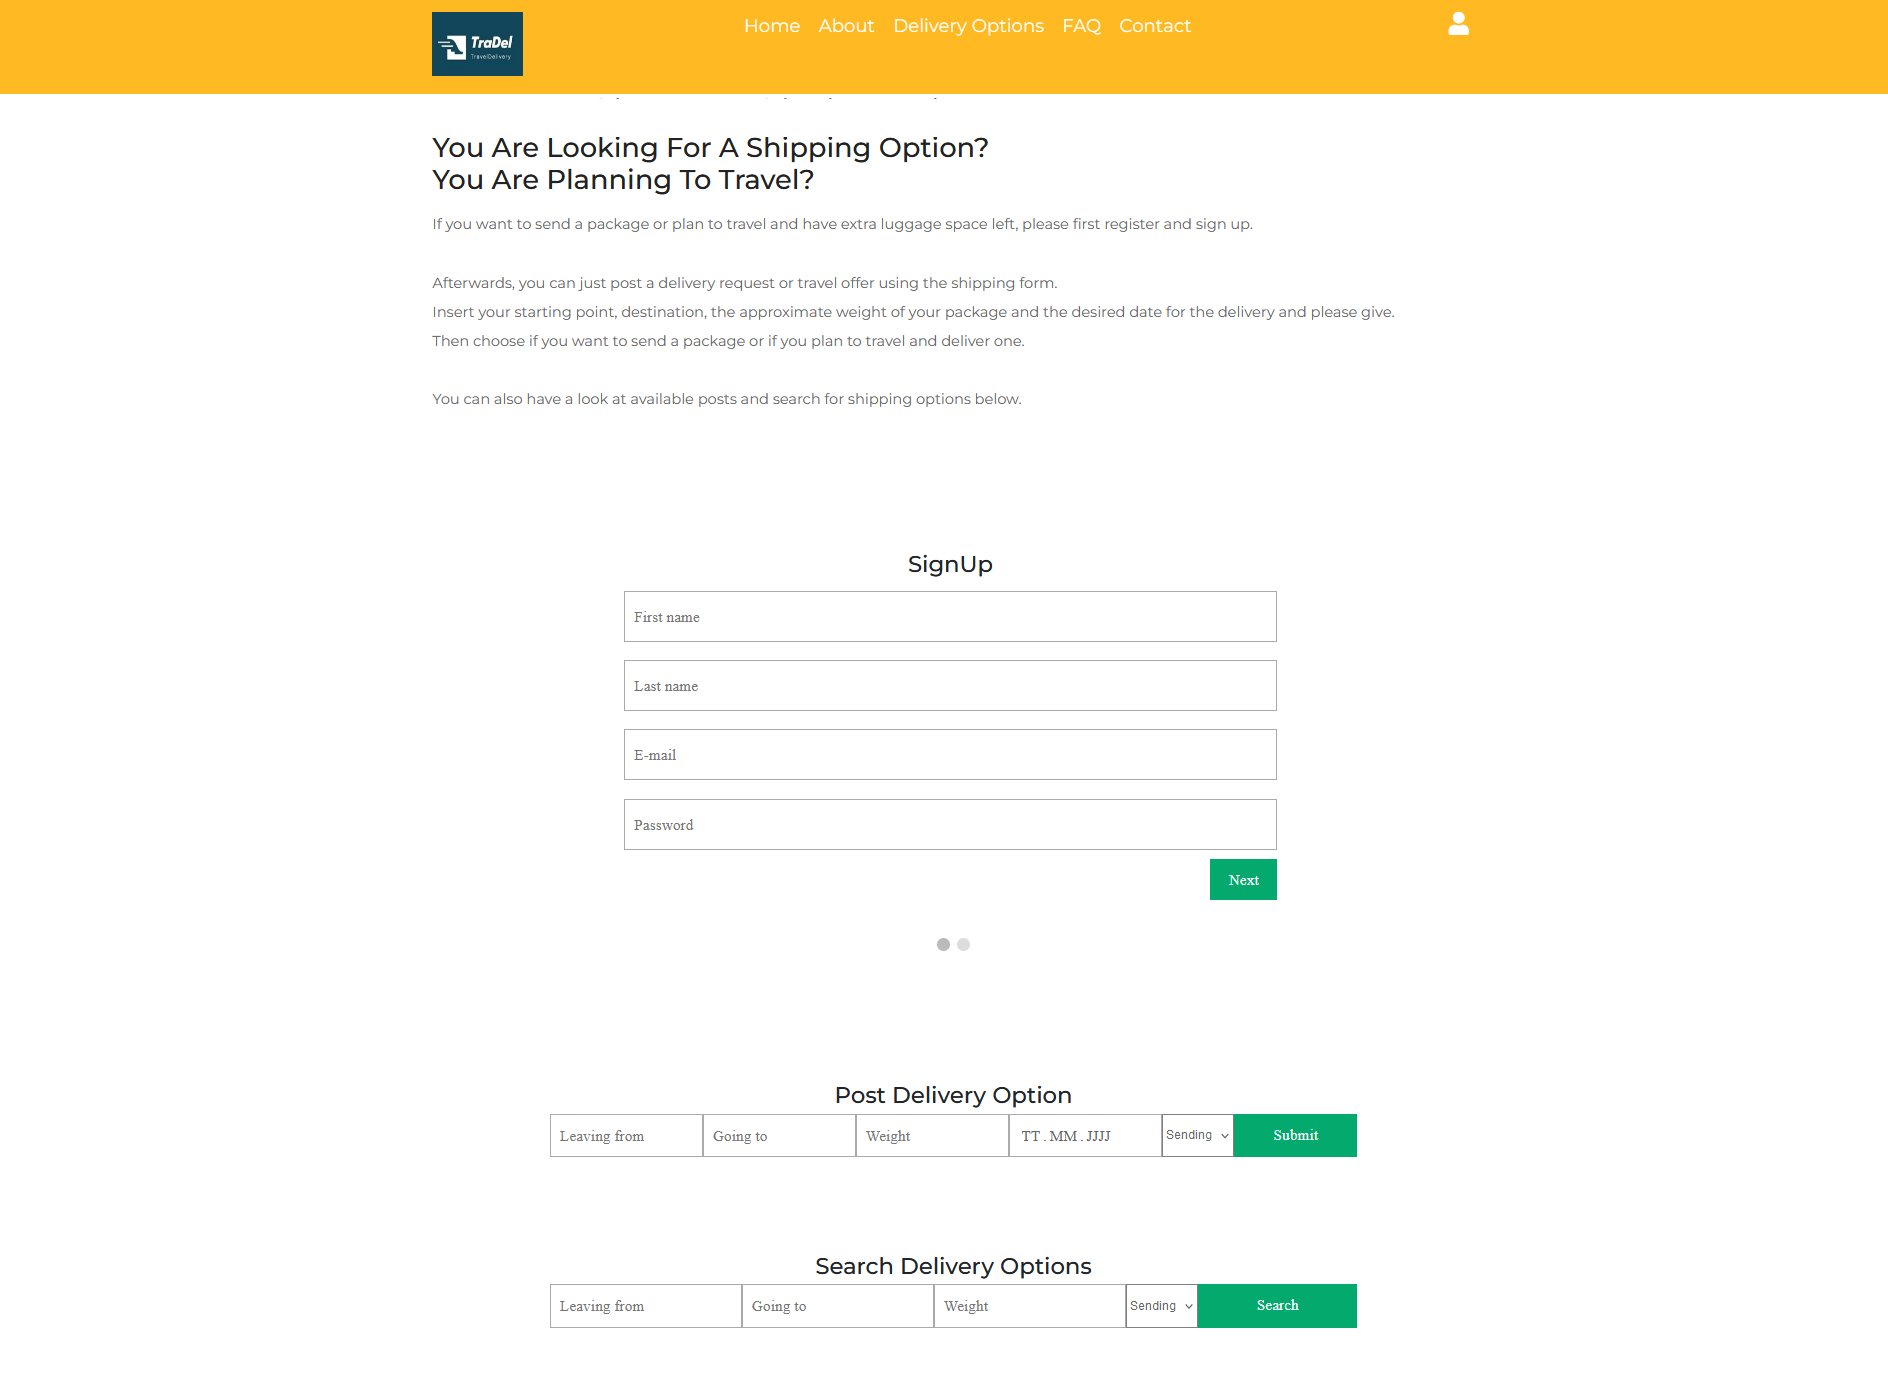 TraDel
TravelDelivery
Home About Delivery Options FAQ Contact
You Are Looking For A Shipping Option?
You Are Planning To Travel?
If you want to send a package or plan to travel and have extra luggage space left, please first register and sign up.
Afterwards, you can just post a delivery request or travel offer using the shipping form.
Insert your starting point, destination, the approximate weight of your package and the desired date for the delivery and please give.
Then choose if you want to send a package or if you plan to travel and deliver one.
You can also have a look at available posts and search for shipping options below.
SignUp
First name
Last name
E-mail
Password
Next
Post Delivery Option
Leaving from Going to Weight TT . MM . JJJJ Sending Submit
Search Delivery Options
Leaving from Going to Weight Sending Search